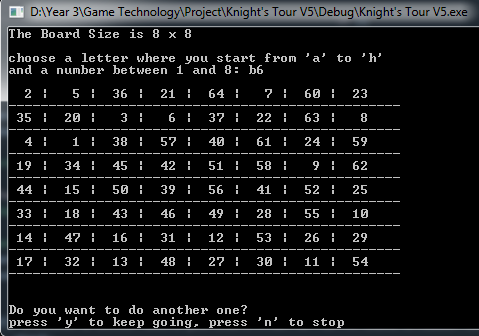 D:\Year 3\Game Technology\Project\Knight's Tour V5\Debug\Knight's Tour V5.exe
The Board Size is 8 x 8
choose a letter where you start from 'a' to 'h'
and a number between 1 and 8: b6
2 ¦ 5 ¦ 36 ¦ 21 ¦ 64 ¦ 7 ¦ 60 ¦ 23
35 ¦ 20 ¦ 3 ¦ 6 ¦ 37 ¦ 22 ¦ 63 ¦ 8
4 ¦ 1 ¦ 38 ¦ 57 ¦ 40 ¦ 61 ¦ 24 ¦ 59
19 ¦ 34 ¦ 45 ¦ 42 ¦ 51 ¦ 58 ¦ 9 ¦ 62
44 ¦ 15 ¦ 50 ¦ 39 ¦ 56 ¦ 41 ¦ 52 ¦ 25
33 ¦ 18 ¦ 43 ¦ 46 ¦ 49 ¦ 28 ¦ 55 ¦ 10
14 ¦ 47 ¦ 16 ¦ 31 ¦ 12 ¦ 53 ¦ 26 ¦ 29
17 ¦ 32 ¦ 13 ¦ 48 ¦ 27 ¦ 30 ¦ 11 ¦ 54
Do you want to do another one?
press 'y' to keep going, press 'n' to stop